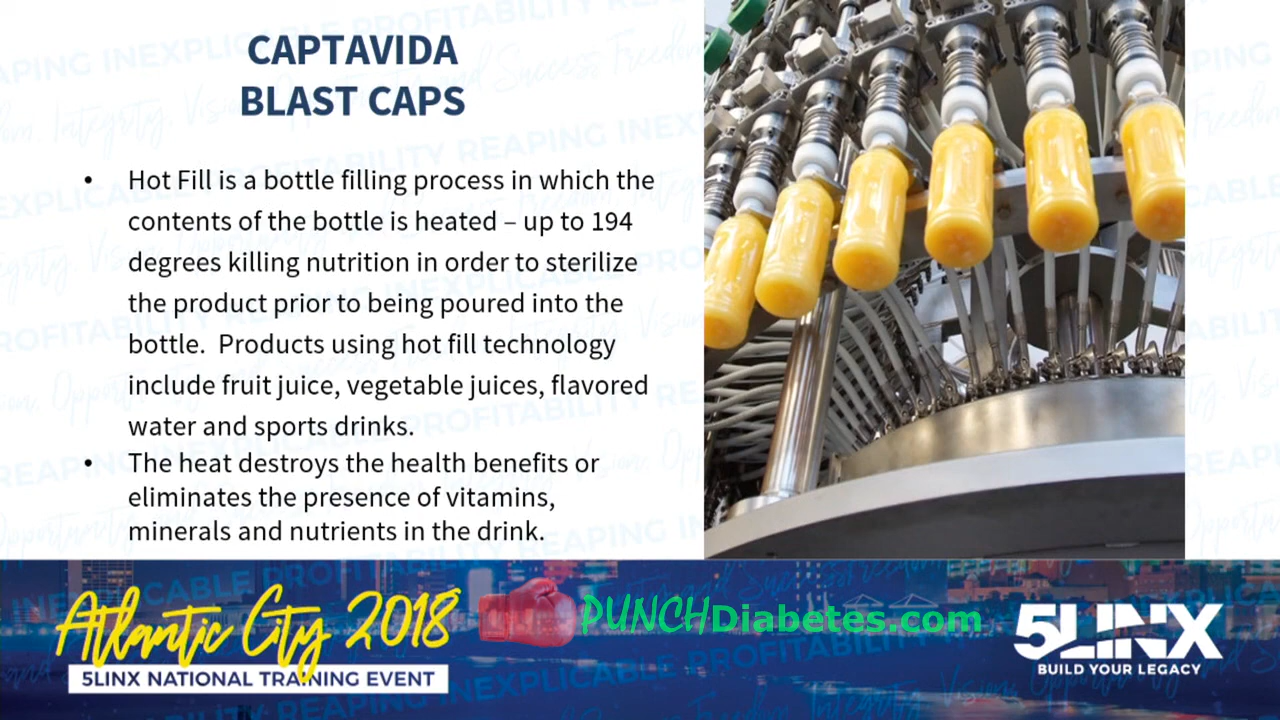 CAPTAVIDA
BLAST CAPS
• Hot Fill is a bottle filling process in which the
contents of the bottle is heated – up to 194
degrees killing nutrition in order to sterilize
the product prior to being poured into the
bottle.  Products using hot fill technology
include fruit juice, vegetable juices, flavored
water and sports drinks.
• The heat destroys the health benefits or
eliminates the presence of vitamins,
minerals and nutrients in the drink.
Atlantic City 2018
5LINX NATIONAL TRAINING EVENT
PUNCHDiabetes.com
5LINX
BUILD YOUR LEGACY